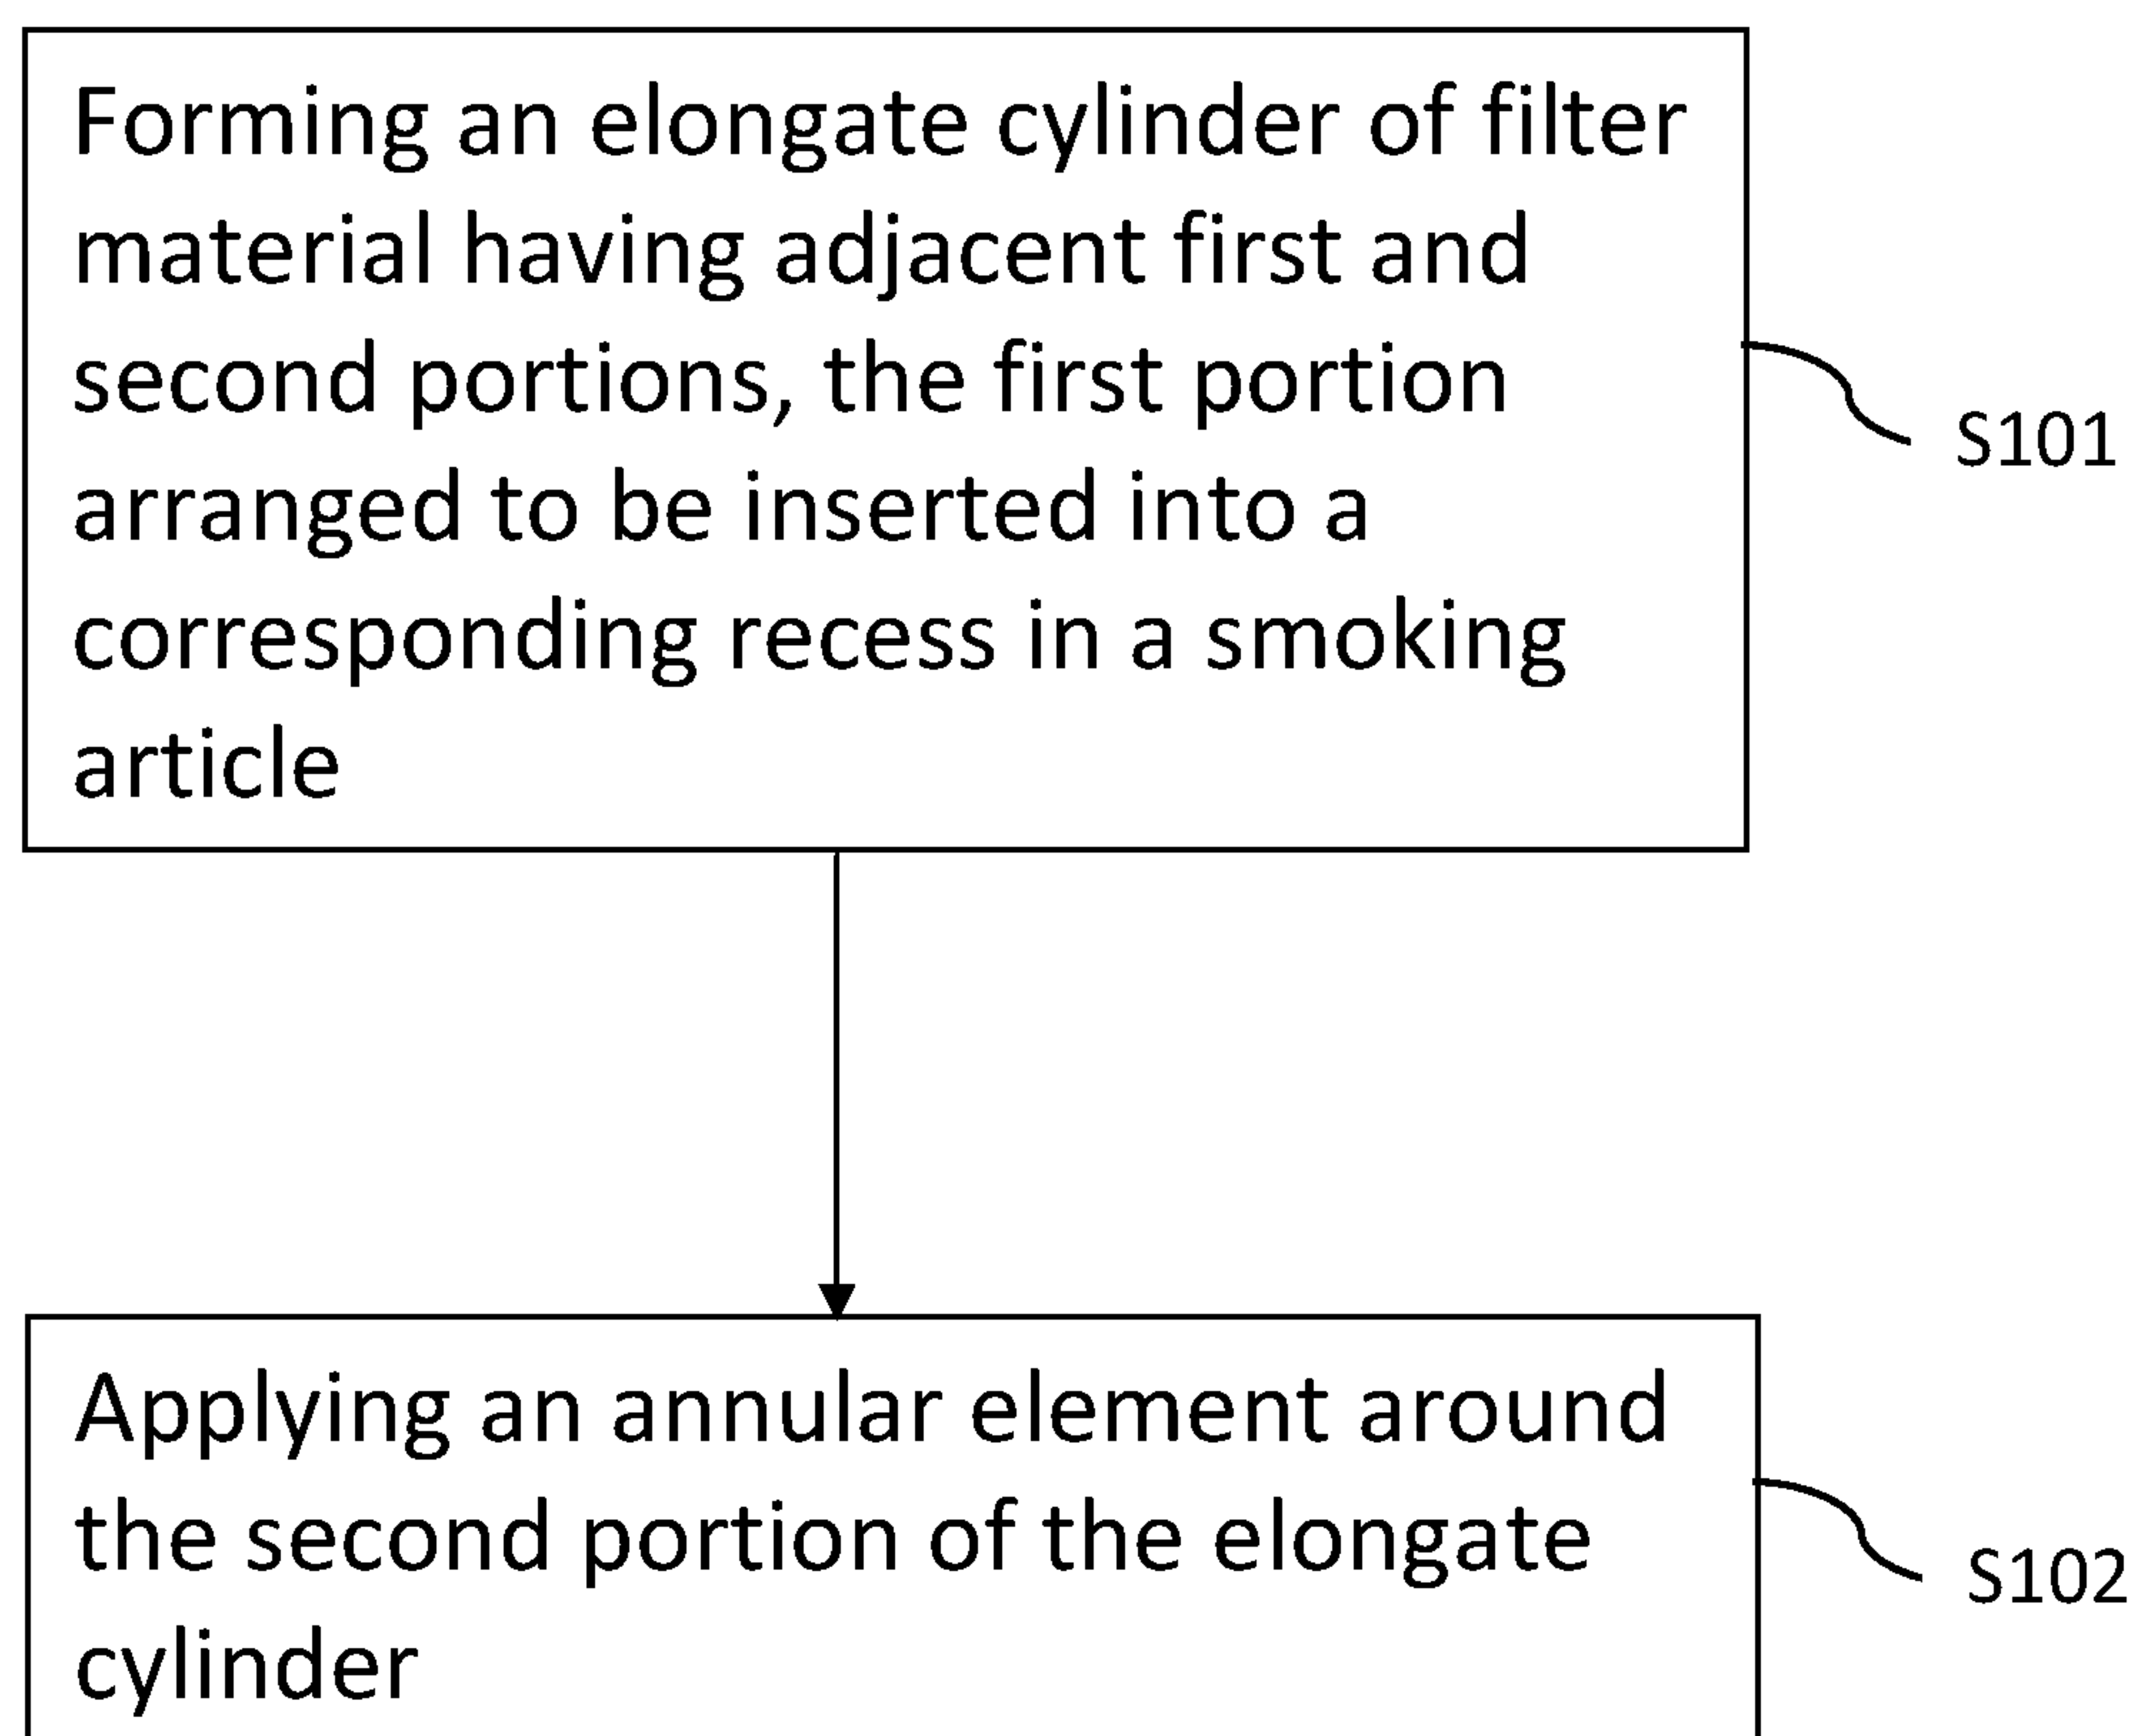 Forming an elongate cylinder of filter
material having adjacent first and
second portions, the first portion
arranged to be inserted into a
corresponding recess in a smoking
article
S101
Applying an annular element around
the second portion of the elongate
cylinder
S102